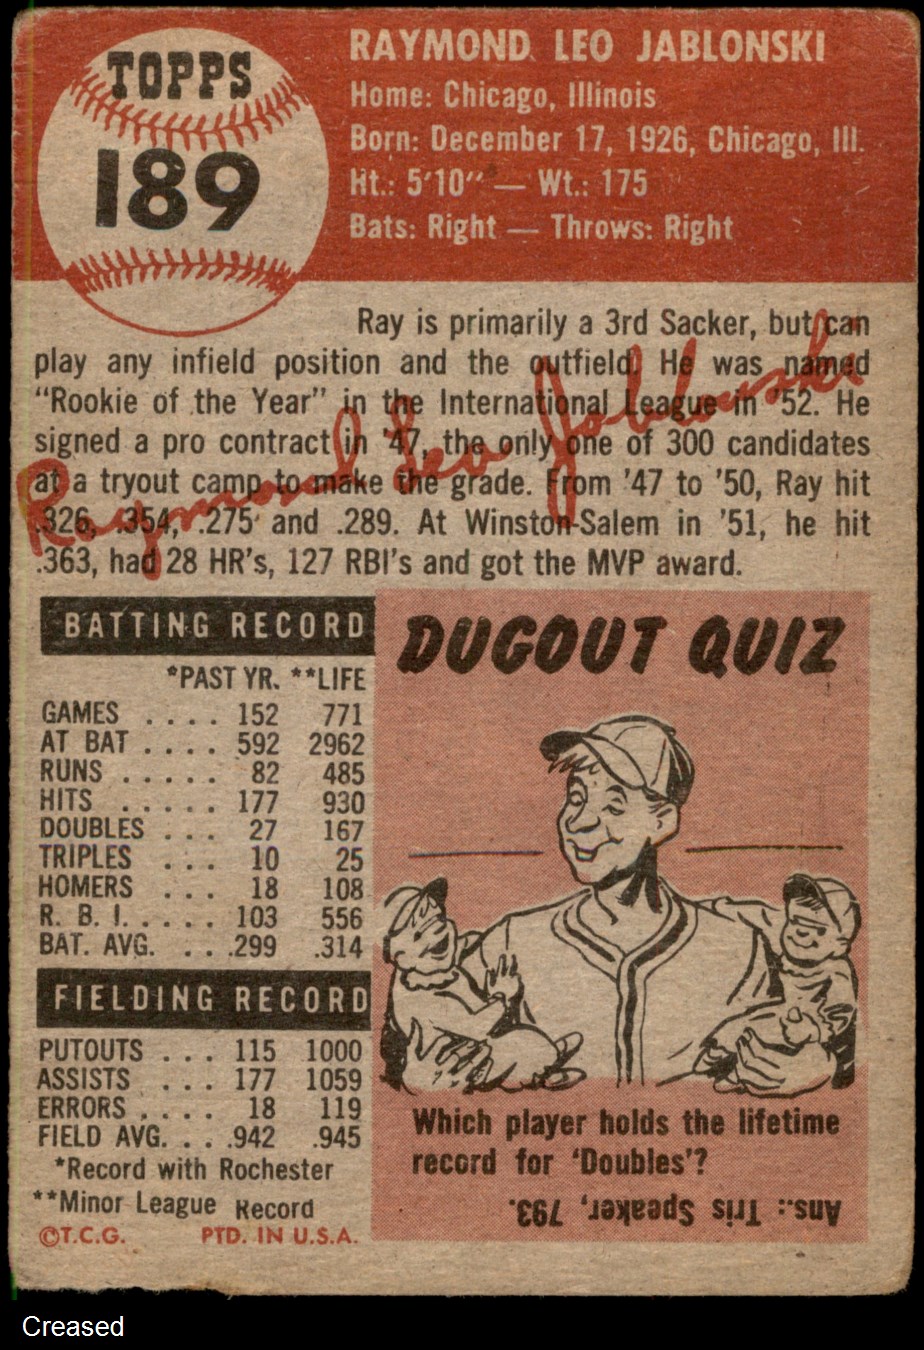 TOPPS
189
RAYMOND LEO JABLONSKI
Home: Chicago, Illinois
Born: December 17, 1926, Chicago, Ill.
Ht.: 5'10" — Wt.: 175
Bats: Right — Throws: Right
Ray is primarily a 3rd Sacker, but can
play any infield position and the outfield. He was named
"Rookie of the Year" in the International League in '52. He
signed a pro contract in '47, the only one of 300 candidates
at a tryout camp to make the grade. From '47 to '50, Ray hit
.326, .354, .275 and .289. At Winston-Salem in '51, he hit
.363, had 28 HR's, 127 RBI's and got the MVP award.
Raymond Leo Jablonski
BATTING RECORD
*PAST YR. **LIFE
GAMES . . . . 152 771
AT BAT . . . . 592 2962
RUNS . . . . . 82 485
HITS . . . . . 177 930
DOUBLES . . . 27 167
TRIPLES . . . 10 25
HOMERS . . . 18 108
R. B. I. . . . . 103 556
BAT. AVG. . . .299 .314
FIELDING RECORD
PUTOUTS . . . 115 1000
ASSISTS . . . 177 1059
ERRORS . . . . 18 119
FIELD AVG. . . .942 .945
*Record with Rochester
**Minor League Record
©T.C.G. PTD. IN U.S.A.
DUGOUT QUIZ
Which player holds the lifetime
record for 'Doubles'?
Ans.: Tris Speaker, 793.
Creased